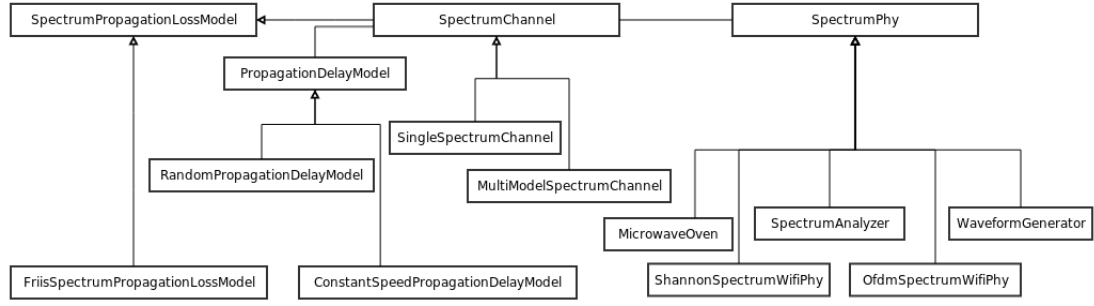 SpectrumPropagationLossModel
SpectrumChannel
SpectrumPhy
PropagationDelayModel
SingleSpectrumChannel
RandomPropagationDelayModel
MultiModelSpectrumChannel
MicrowaveOven
SpectrumAnalyzer
WaveformGenerator
FriisSpectrumPropagationLossModel
ConstantSpeedPropagationDelayModel
ShannonSpectrumWifiPhy
OfdmSpectrumWifiPhy